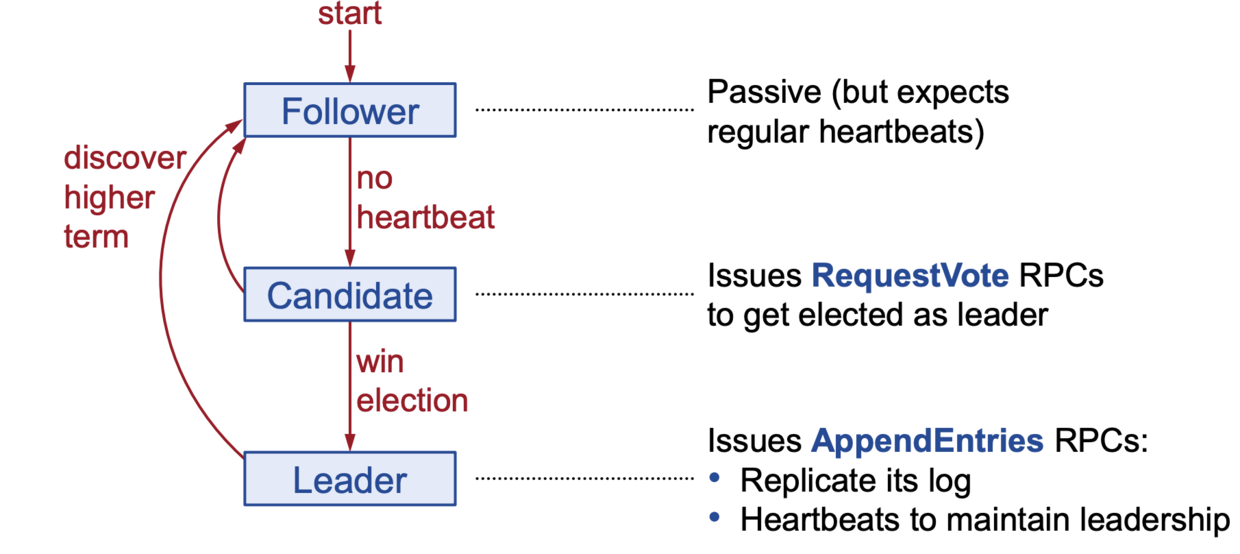 start
Follower
Passive (but expects
regular heartbeats)
discover
higher
term
no
heartbeat
Candidate
Issues RequestVote RPCs
to get elected as leader
win
election
Leader
Issues AppendEntries RPCs:
• Replicate its log
• Heartbeats to maintain leadership